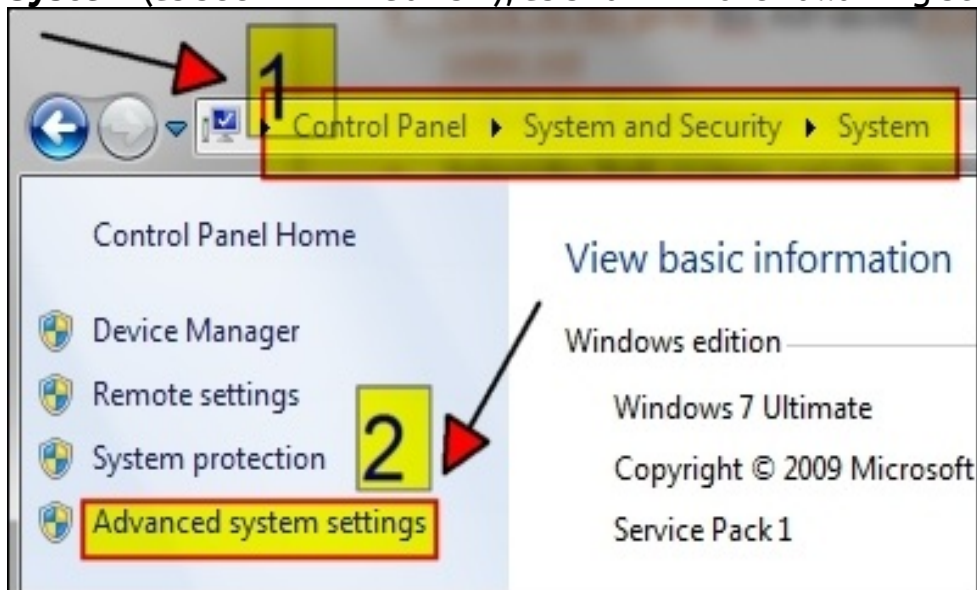 1
Control Panel ▸ System and Security ▸ System
Control Panel Home
View basic information
Device Manager
Windows edition
Remote settings
Windows 7 Ultimate
System protection
2
Copyright © 2009 Microsoft
Advanced system settings
Service Pack 1